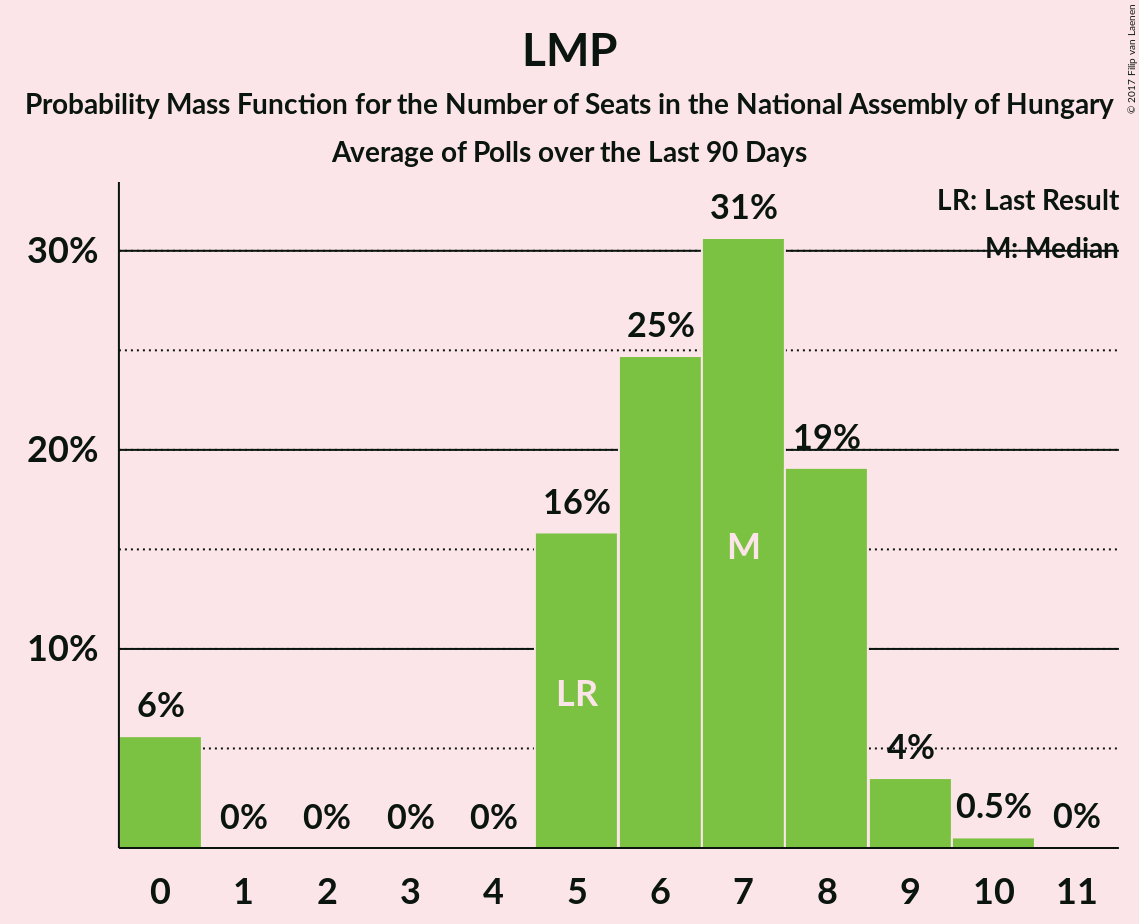 LMP
Probability Mass Function for the Number of Seats in the National Assembly of Hungary
Average of Polls over the Last 90 Days
© 2017 Filip van Laenen
LR: Last Result
M: Median
31%
30%
25%
20%
19%
16%
M
10%
LR
6%
4%
0% 0% 0% 0% 0.5% 0%
0 1 2 3 4 5 6 7 8 9 10 11